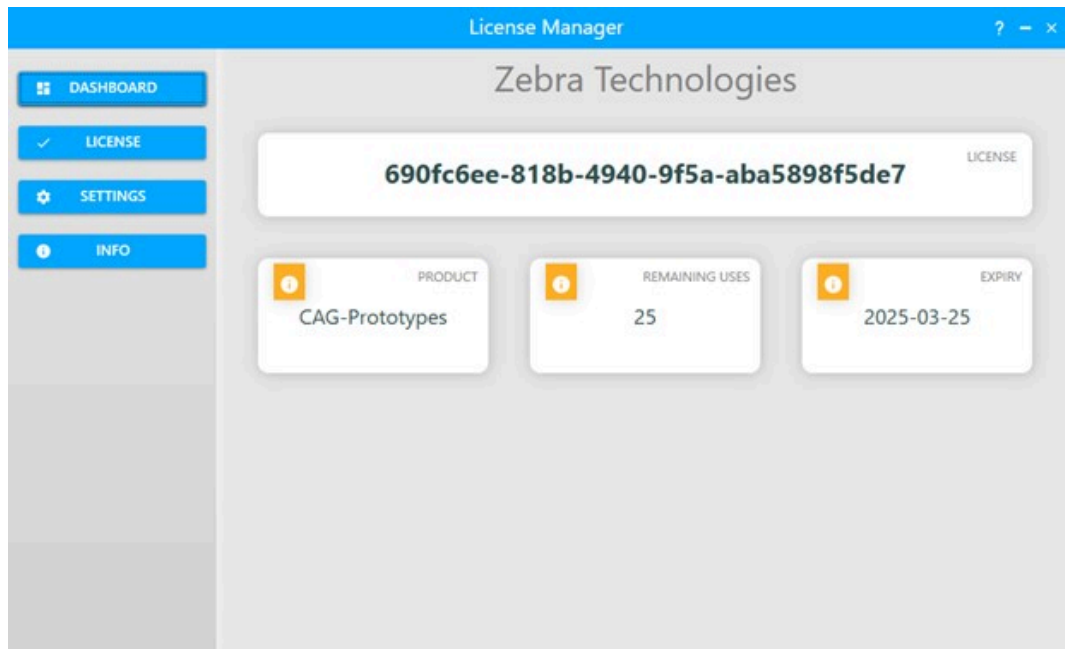 License Manager
? − ×
DASHBOARD
LICENSE
SETTINGS
INFO
Zebra Technologies
LICENSE
690fc6ee-818b-4940-9f5a-aba5898f5de7
PRODUCT
CAG-Prototypes
REMAINING USES
25
EXPIRY
2025-03-25